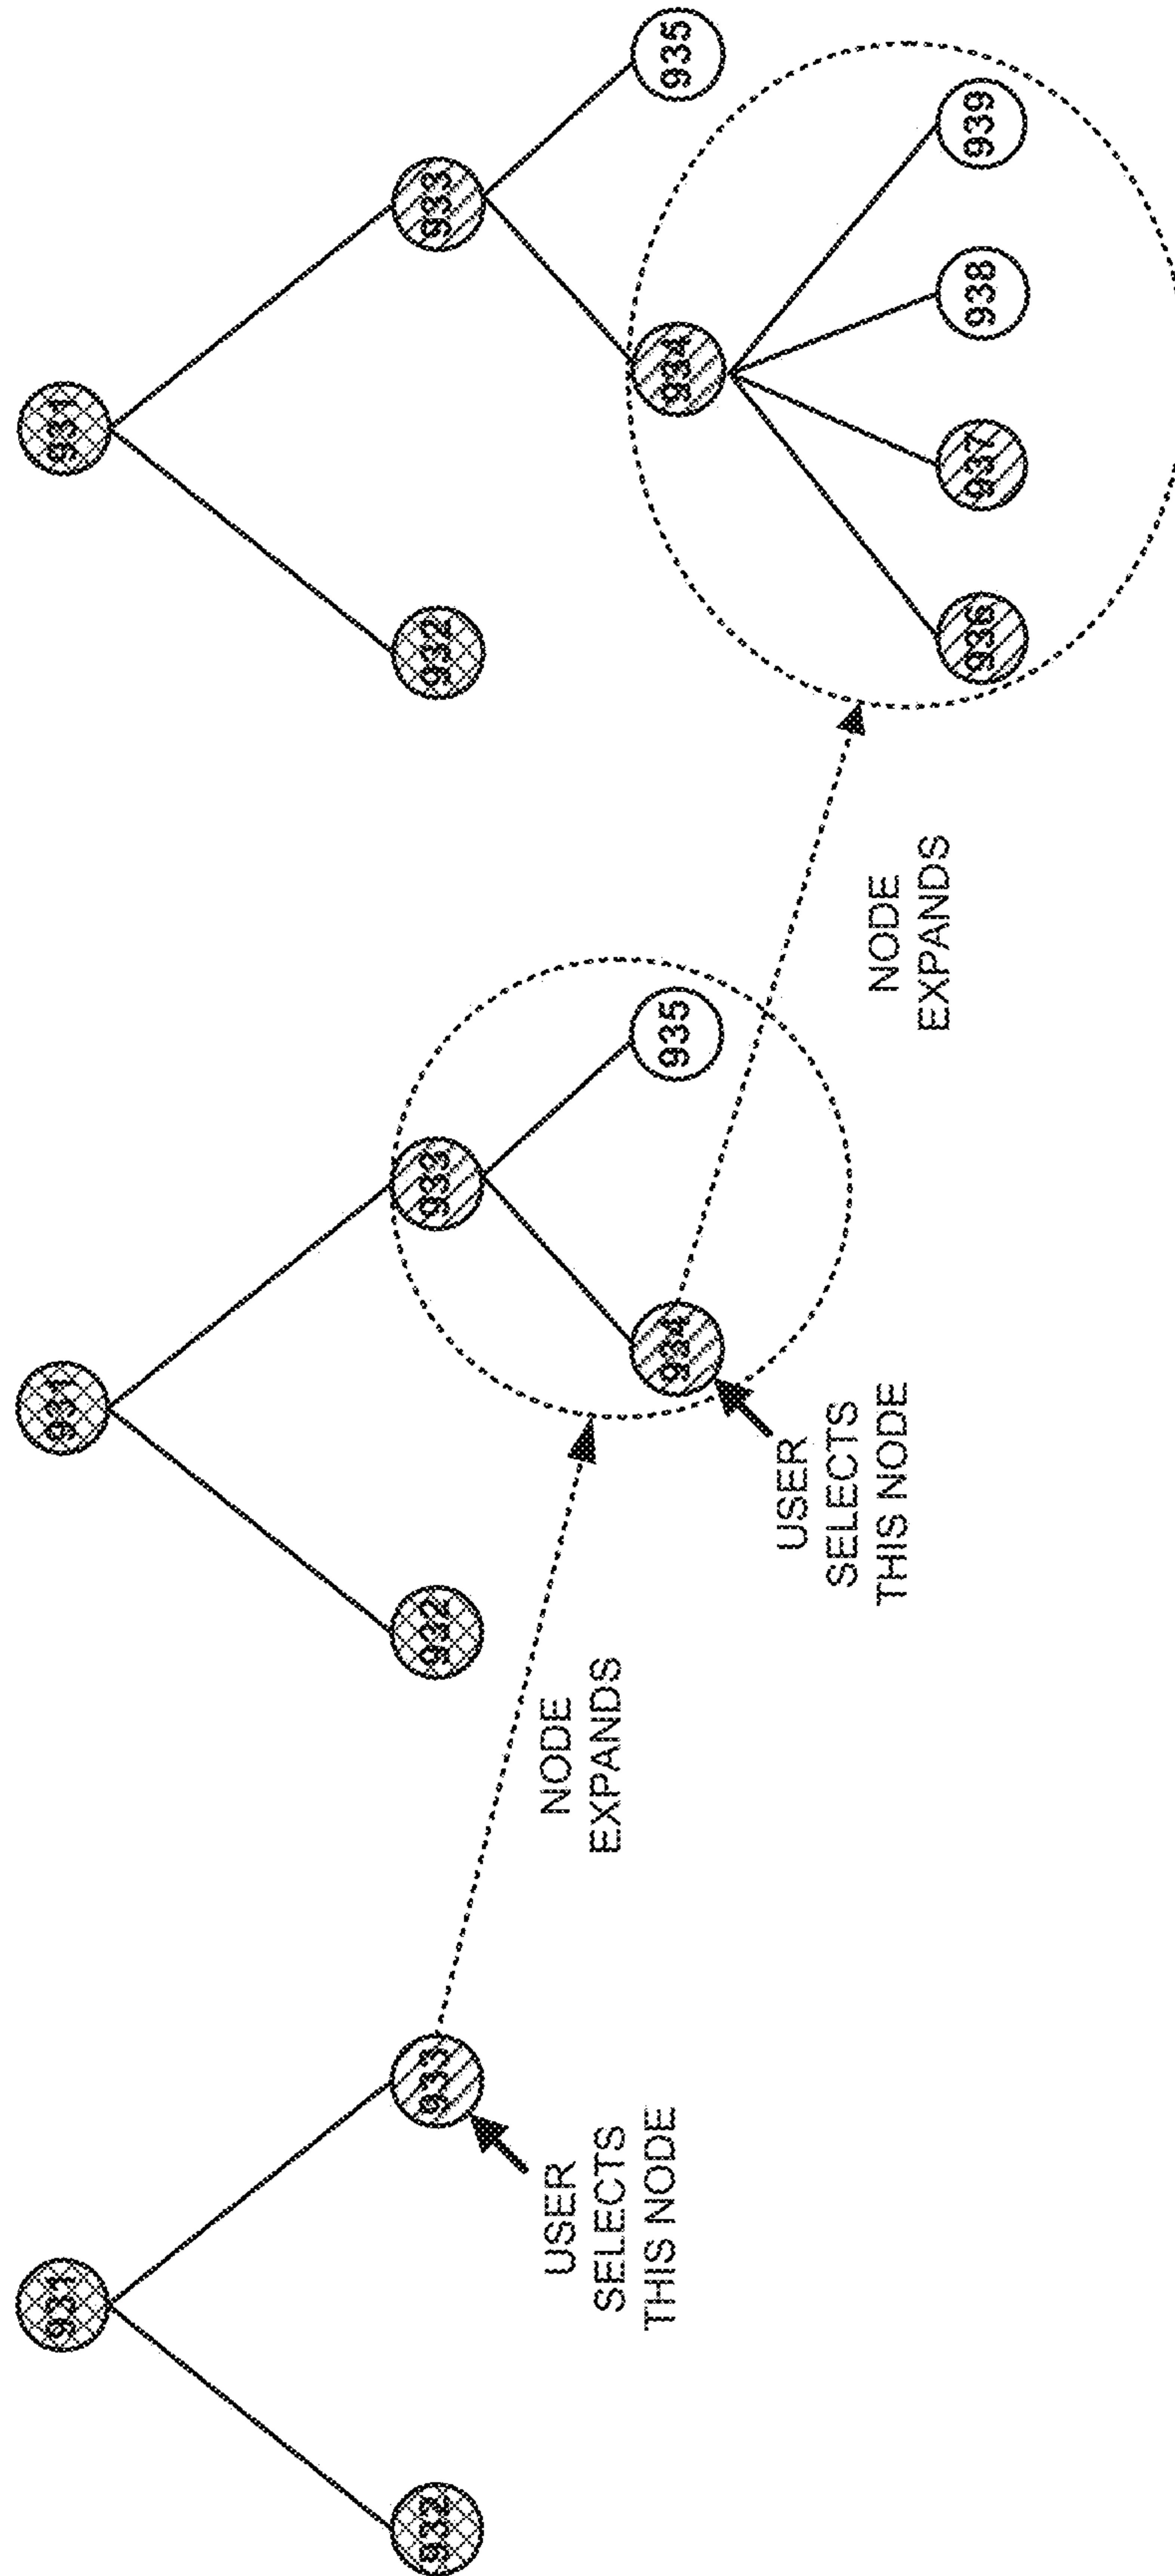 931
932
933
USER
SELECTS
THIS NODE
NODE
EXPANDS
931
932
933
934
935
USER
SELECTS
THIS NODE
NODE
EXPANDS
931
932
933
934
935
936
937
938
939